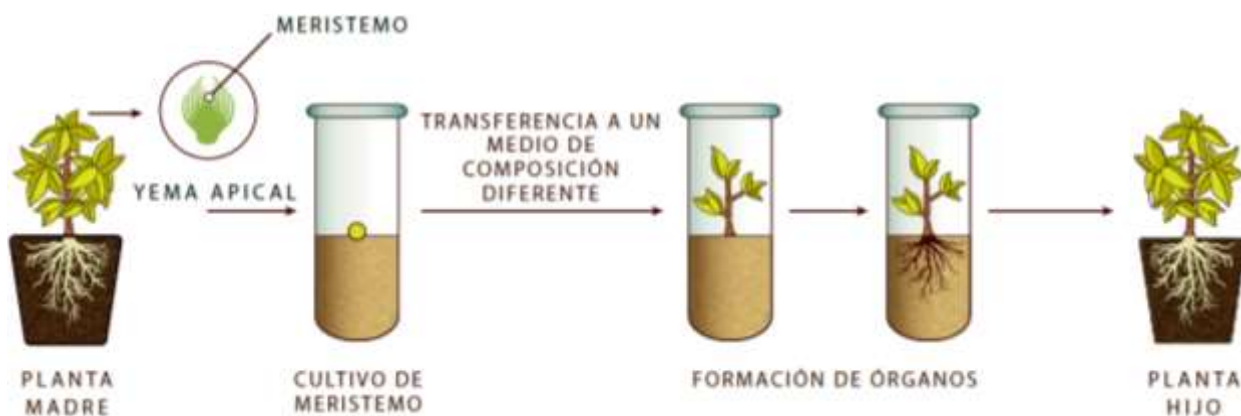 MERISTEMO
YEMA APICAL
TRANSFERENCIA A UN
MEDIO DE
COMPOSICIÓN
DIFERENTE
PLANTA
MADRE
CULTIVO DE
MERISTEMO
FORMACIÓN DE ÓRGANOS
PLANTA
HIJO